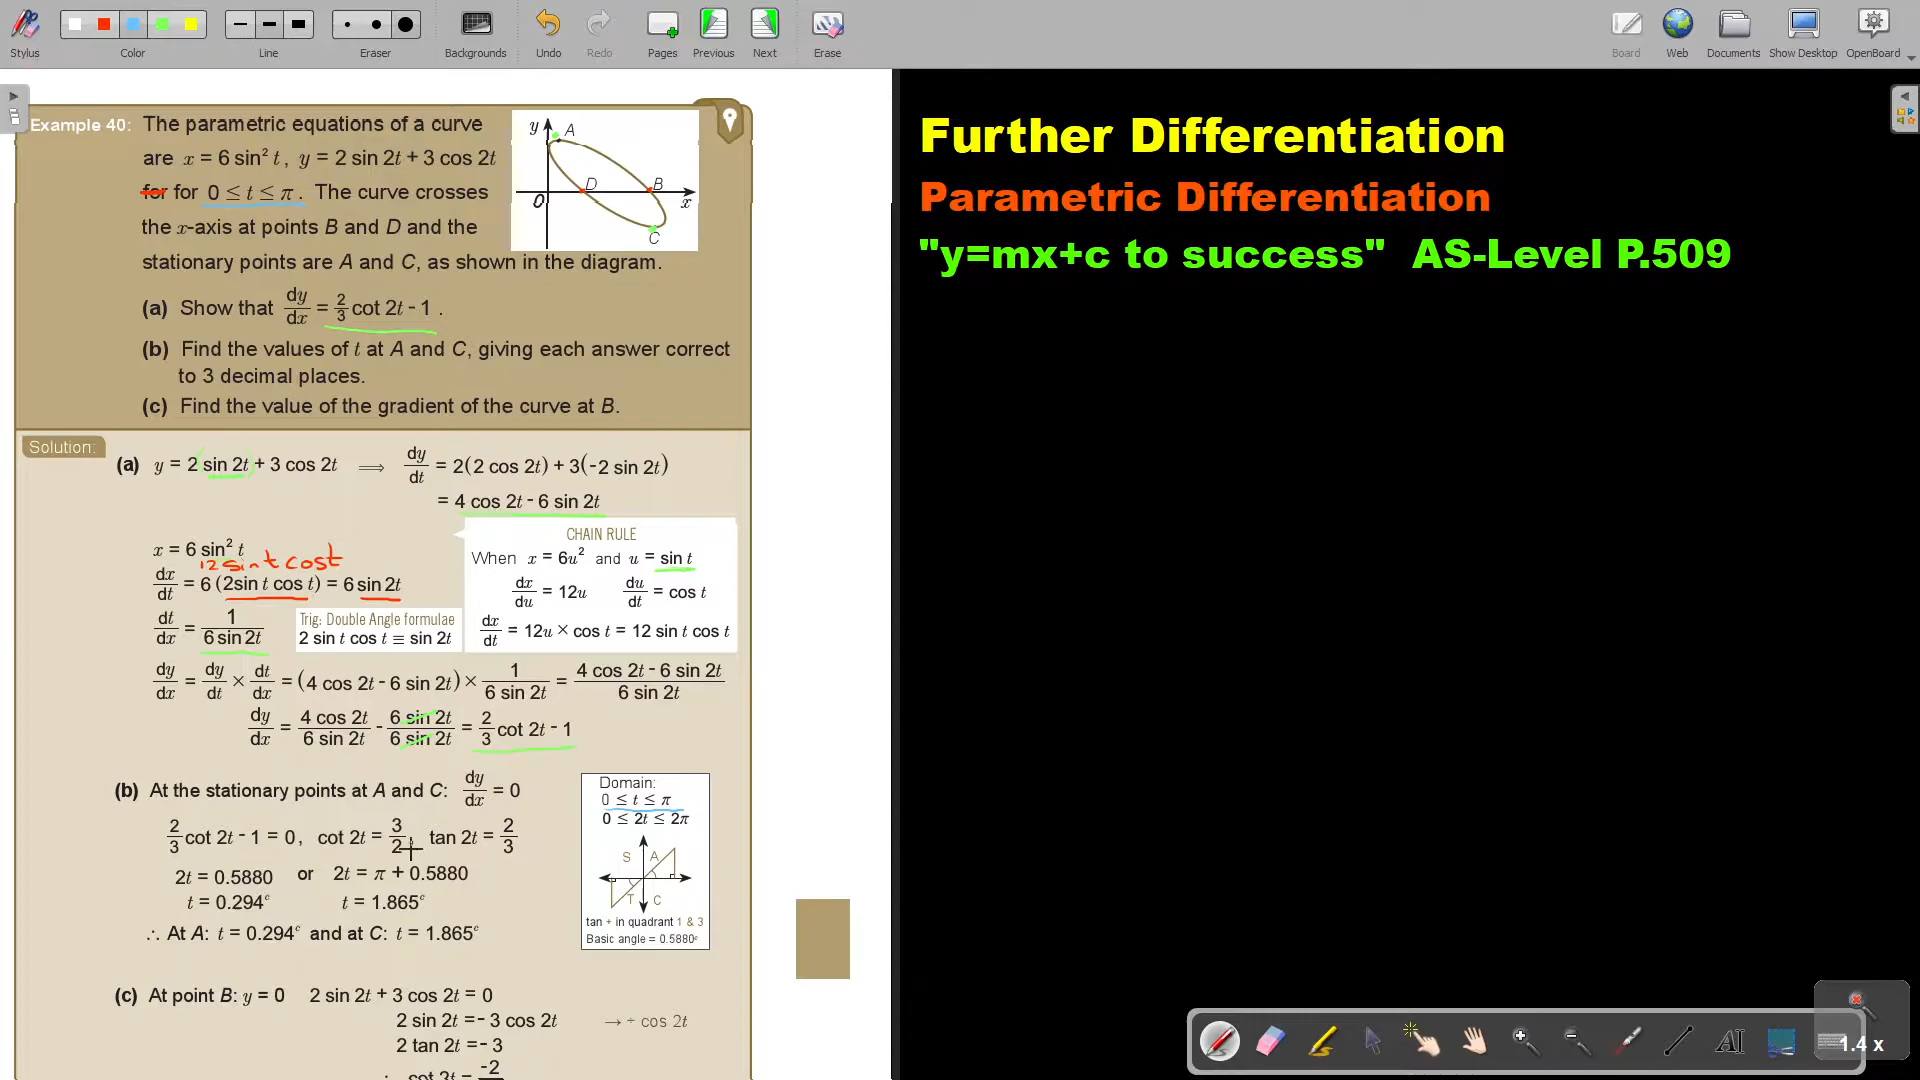 Stylus
Color
Line
Eraser
Backgrounds
Undo
Redo
Pages
Previous
Next
Erase
Board
Web
Documents
Show Desktop
OpenBoard
Example 40: The parametric equations of a curve
are x = 6 sin² t, y = 2 sin 2t + 3 cos 2t
for for 0 ≤ t ≤ π. The curve crosses
the x-axis at points B and D and the
stationary points are A and C, as shown in the diagram.
y A
D B
0 x
C
(a) Show that dy/dx = 2/3 cot 2t - 1.
(b) Find the values of t at A and C, giving each answer correct
to 3 decimal places.
(c) Find the value of the gradient of the curve at B.
Solution:
(a) y = 2 sin 2t + 3 cos 2t ⟹ dy/dt = 2(2 cos 2t) + 3(-2 sin 2t)
= 4 cos 2t - 6 sin 2t
x = 6 sin² t
12 sin t cos t
dx/dt = 6 (2sin t cos t) = 6 sin 2t
dt/dx = 1/(6 sin 2t)
Trig: Double Angle formulae
2 sin t cos t ≡ sin 2t
CHAIN RULE
When x = 6u² and u = sin t
dx/du = 12u du/dt = cos t
dx/dt = 12u × cos t = 12 sin t cos t
dy/dx = dy/dt × dt/dx = (4 cos 2t - 6 sin 2t) × 1/(6 sin 2t) = (4 cos 2t - 6 sin 2t)/(6 sin 2t)
dy/dx = (4 cos 2t)/(6 sin 2t) - (6 sin 2t)/(6 sin 2t) = 2/3 cot 2t - 1
(b) At the stationary points at A and C: dy/dx = 0
2/3 cot 2t - 1 = 0, cot 2t = 3/2, tan 2t = 2/3
2t = 0.5880 or 2t = π + 0.5880
t = 0.294ᶜ t = 1.865ᶜ
∴ At A: t = 0.294ᶜ and at C: t = 1.865ᶜ
Domain:
0 ≤ t ≤ π
0 ≤ 2t ≤ 2π
S A
T C
tan + in quadrant 1 & 3
Basic angle = 0.5880ᶜ
(c) At point B: y = 0 2 sin 2t + 3 cos 2t = 0
2 sin 2t = - 3 cos 2t → ÷ cos 2t
2 tan 2t = - 3
∴ cot 2t = -2
Further Differentiation
Parametric Differentiation
"y=mx+c to success" AS-Level P.509
AI
1.4 x